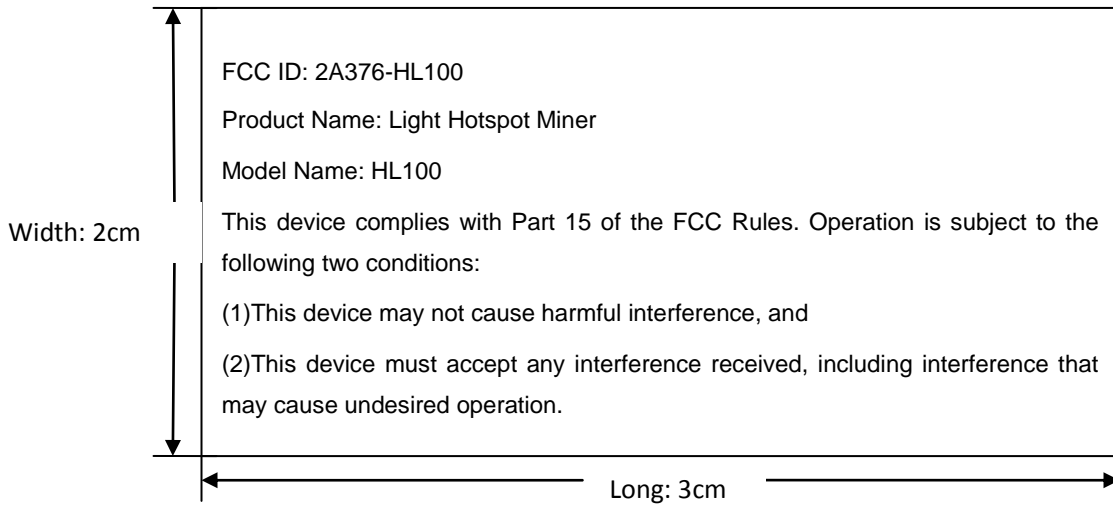 FCC ID: 2A376-HL100
Product Name: Light Hotspot Miner
Model Name: HL100
Width: 2cm
This device complies with Part 15 of the FCC Rules. Operation is subject to the
following two conditions:
(1)This device may not cause harmful interference, and
(2)This device must accept any interference received, including interference that
may cause undesired operation.
Long: 3cm